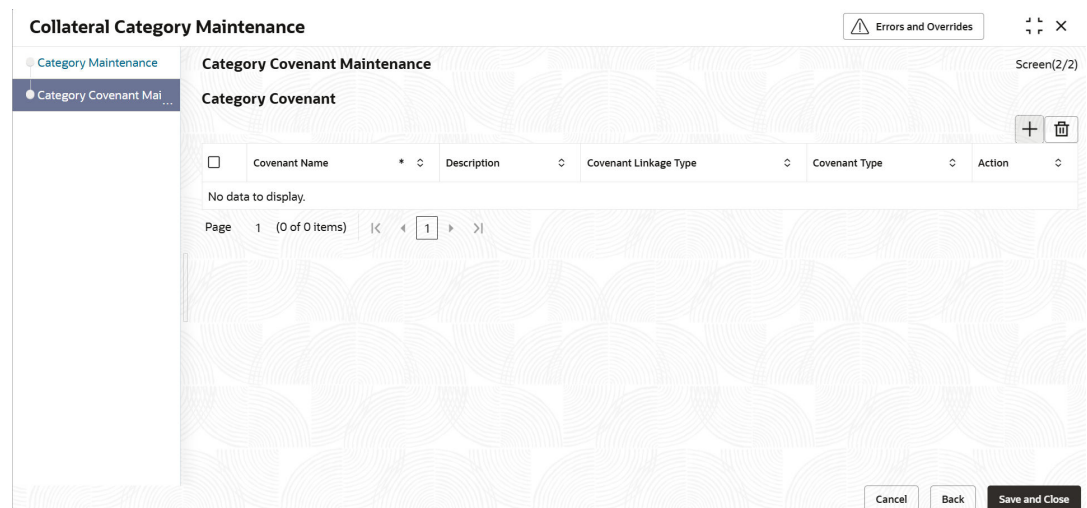 Collateral Category Maintenance
Errors and Overrides
Category Maintenance
Category Covenant Mai...
Category Covenant Maintenance
Screen(2/2)
Category Covenant
Covenant Name * Description Covenant Linkage Type Covenant Type Action
No data to display.
Page 1 (0 of 0 items) 1
Cancel Back Save and Close